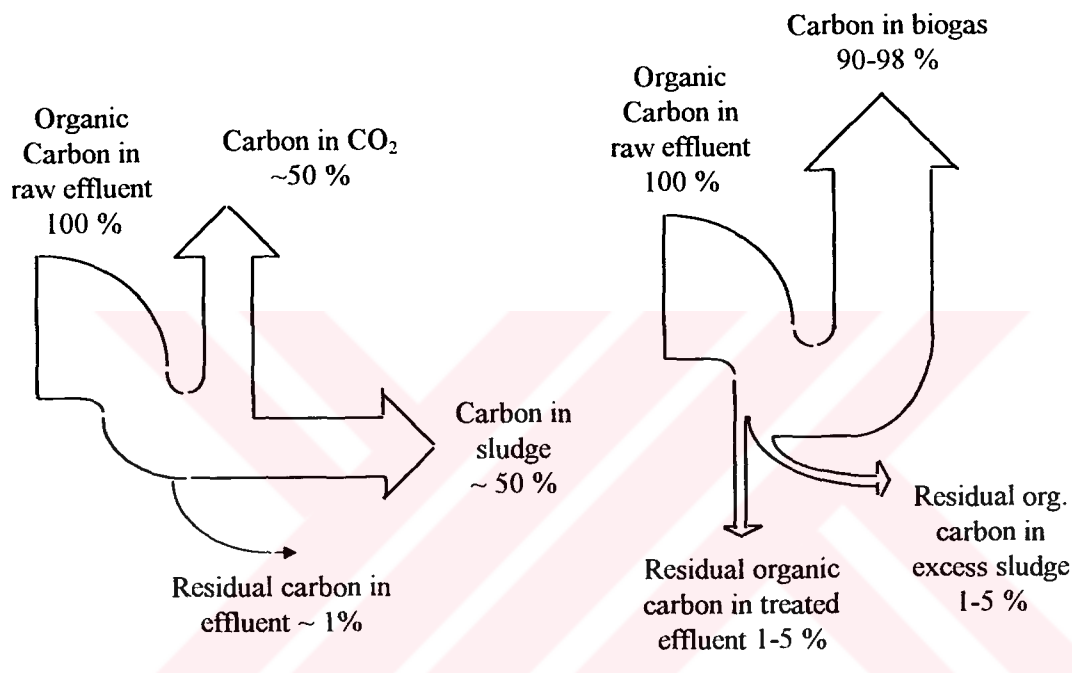 Organic
Carbon in
raw effluent
100 %
Carbon in CO₂
~50 %
Carbon in
sludge
~ 50 %
Residual carbon in
effluent ~ 1%
Organic
Carbon in
raw effluent
100 %
Carbon in biogas
90-98 %
Residual org.
carbon in
excess sludge
1-5 %
Residual organic
carbon in treated
effluent 1-5 %